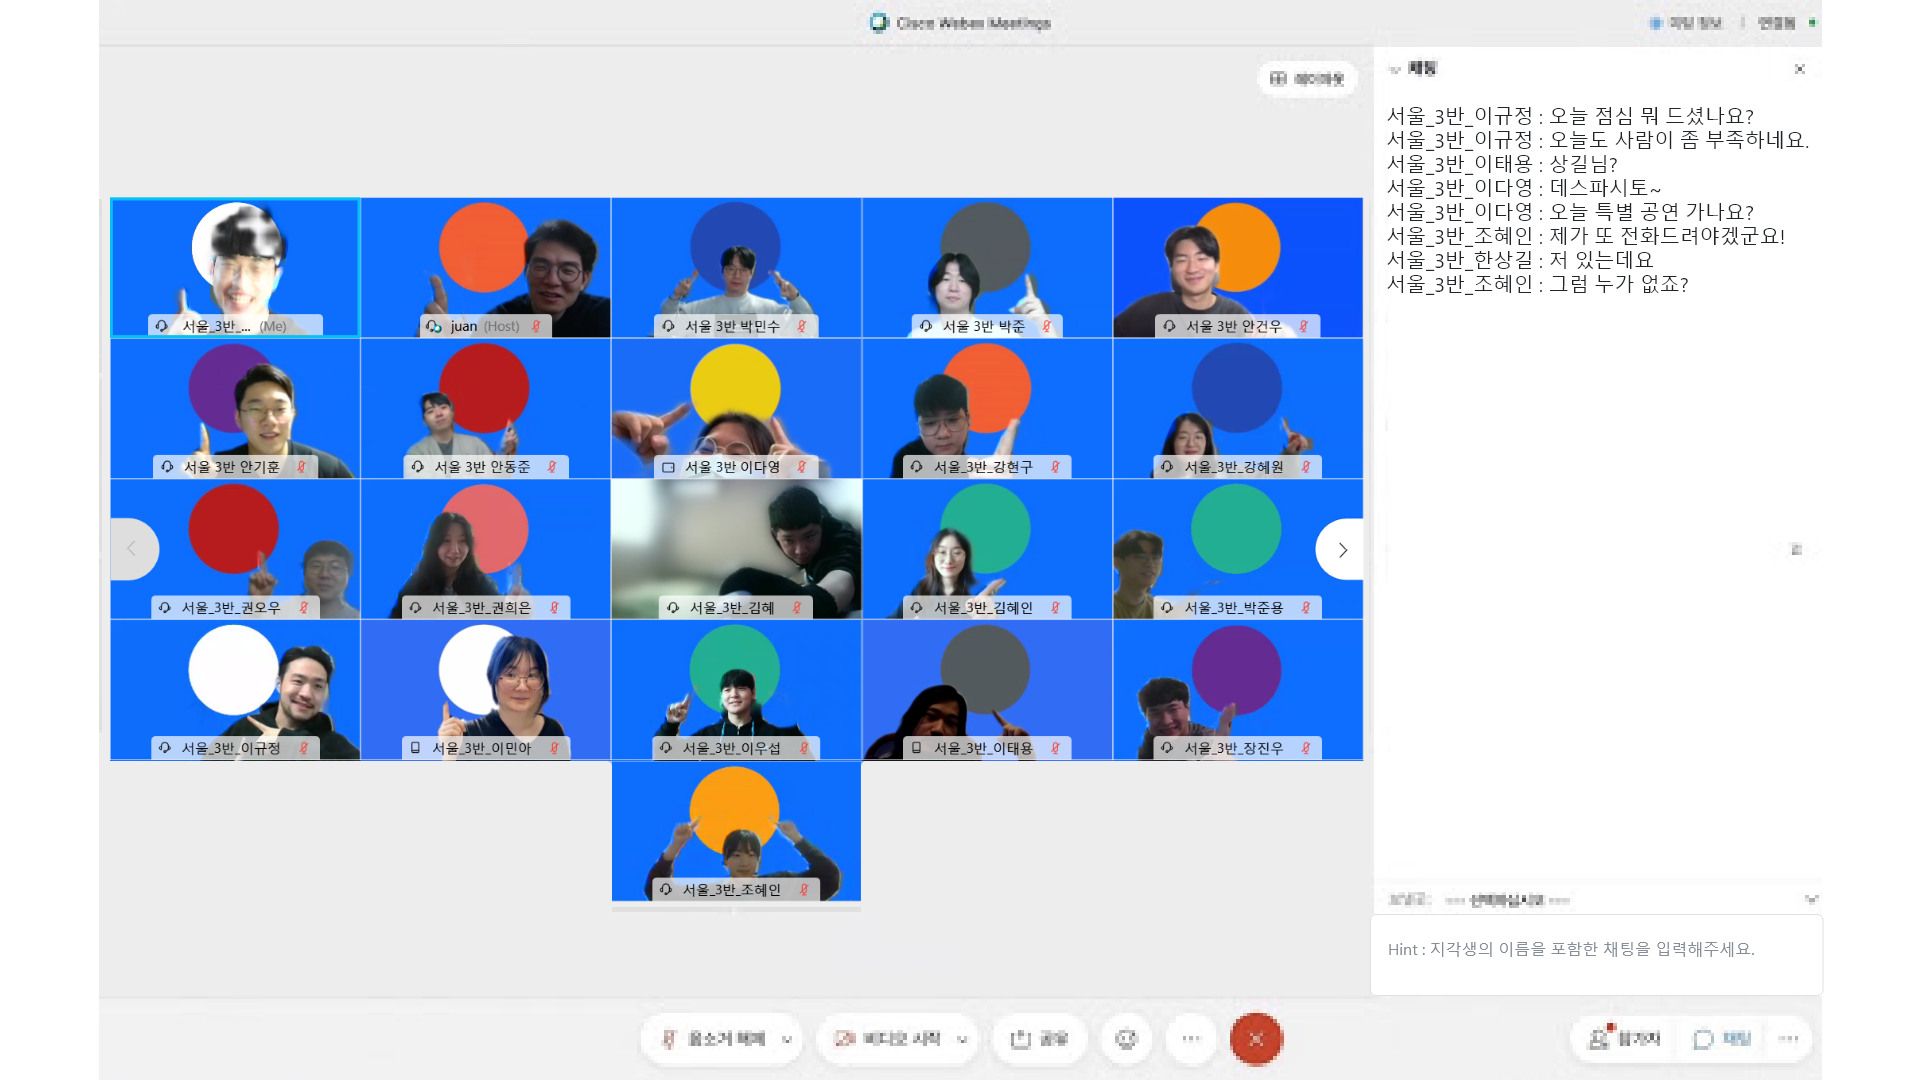 Cisco Webex Meetings
미팅 정보 | 연결됨
레이아웃
채팅
서울_3반_이규정 : 오늘 점심 뭐 드셨나요?
서울_3반_이규정 : 오늘도 사람이 좀 부족하네요.
서울_3반_이태용 : 상길님?
서울_3반_이다영 : 데스파시토~
서울_3반_이다영 : 오늘 특별 공연 가나요?
서울_3반_조혜인 : 제가 또 전화드려야겠군요!
서울_3반_한상길 : 저 있는데요
서울_3반_조혜인 : 그럼 누가 없죠?
서울_3반_... (Me)
juan (Host)
서울 3반 박민수
서울 3반 박준
서울 3반 안건우
서울 3반 안기훈
서울 3반 안동준
서울 3반 이다영
서울_3반_강현구
서울_3반_강혜원
서울_3반_권오우
서울_3반_권희은
서울_3반_김혜
서울_3반_김혜인
서울_3반_박준용
서울_3반_이규정
서울_3반_이민아
서울_3반_이우섭
서울_3반_이태용
서울_3반_장진우
서울_3반_조혜인
--- 선택하십시오 ---
Hint : 지각생의 이름을 포함한 채팅을 입력해주세요.
음소거 해제
비디오 시작
공유
참가자
채팅